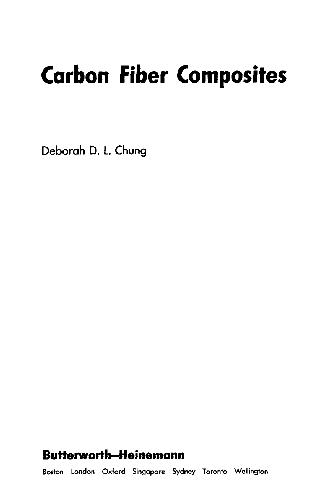 Carbon Fiber Composites
Deborah D. L. Chung
Butterworth–Heinemann
Boston London Oxford Singapore Sydney Toronto Wellington